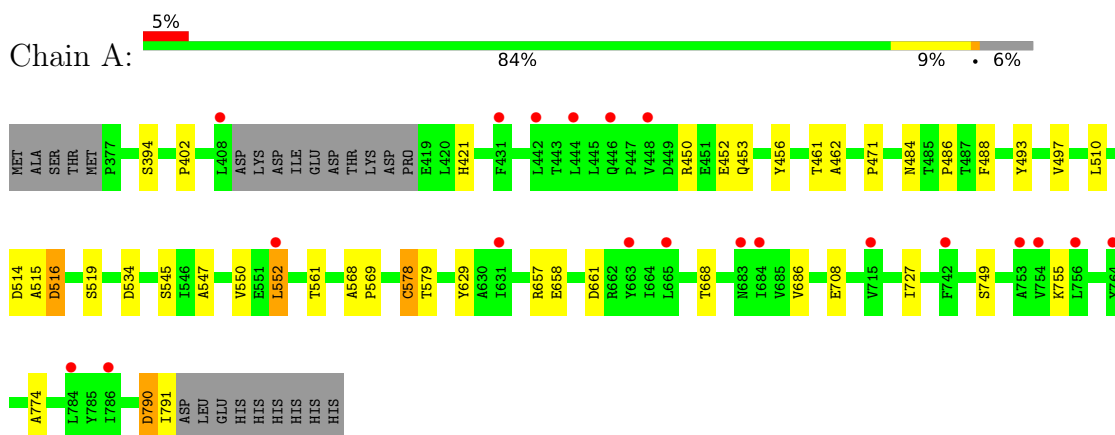 5%
Chain A:
84% 9% • 6%
MET ALA SER THR MET P377 S394 P402 L408 ASP LYS ASP ILE GLU ASP THR LYS ASP PRO E419 L420 H421 F431 L442 T443 L444 L445 Q446 P447 V448 D449 R450 E451 E452 Q453 Y456 T461 A462 P471 N484 T485 P486 T487 F488 Y493 V497 L510
D514 A515 D516 S519 D534 S545 I546 A547 V550 E551 L552 T561 A568 P569 C578 T579 Y629 A630 I631 R657 E658 D661 R662 Y663 I664 L665 T668 N683 I684 V685 V686 E708 V715 I727 F742 S749 A753 V754 K755 L756 Y764
A774 L784 Y785 I786 D790 I791 ASP LEU GLU HIS HIS HIS HIS HIS HIS